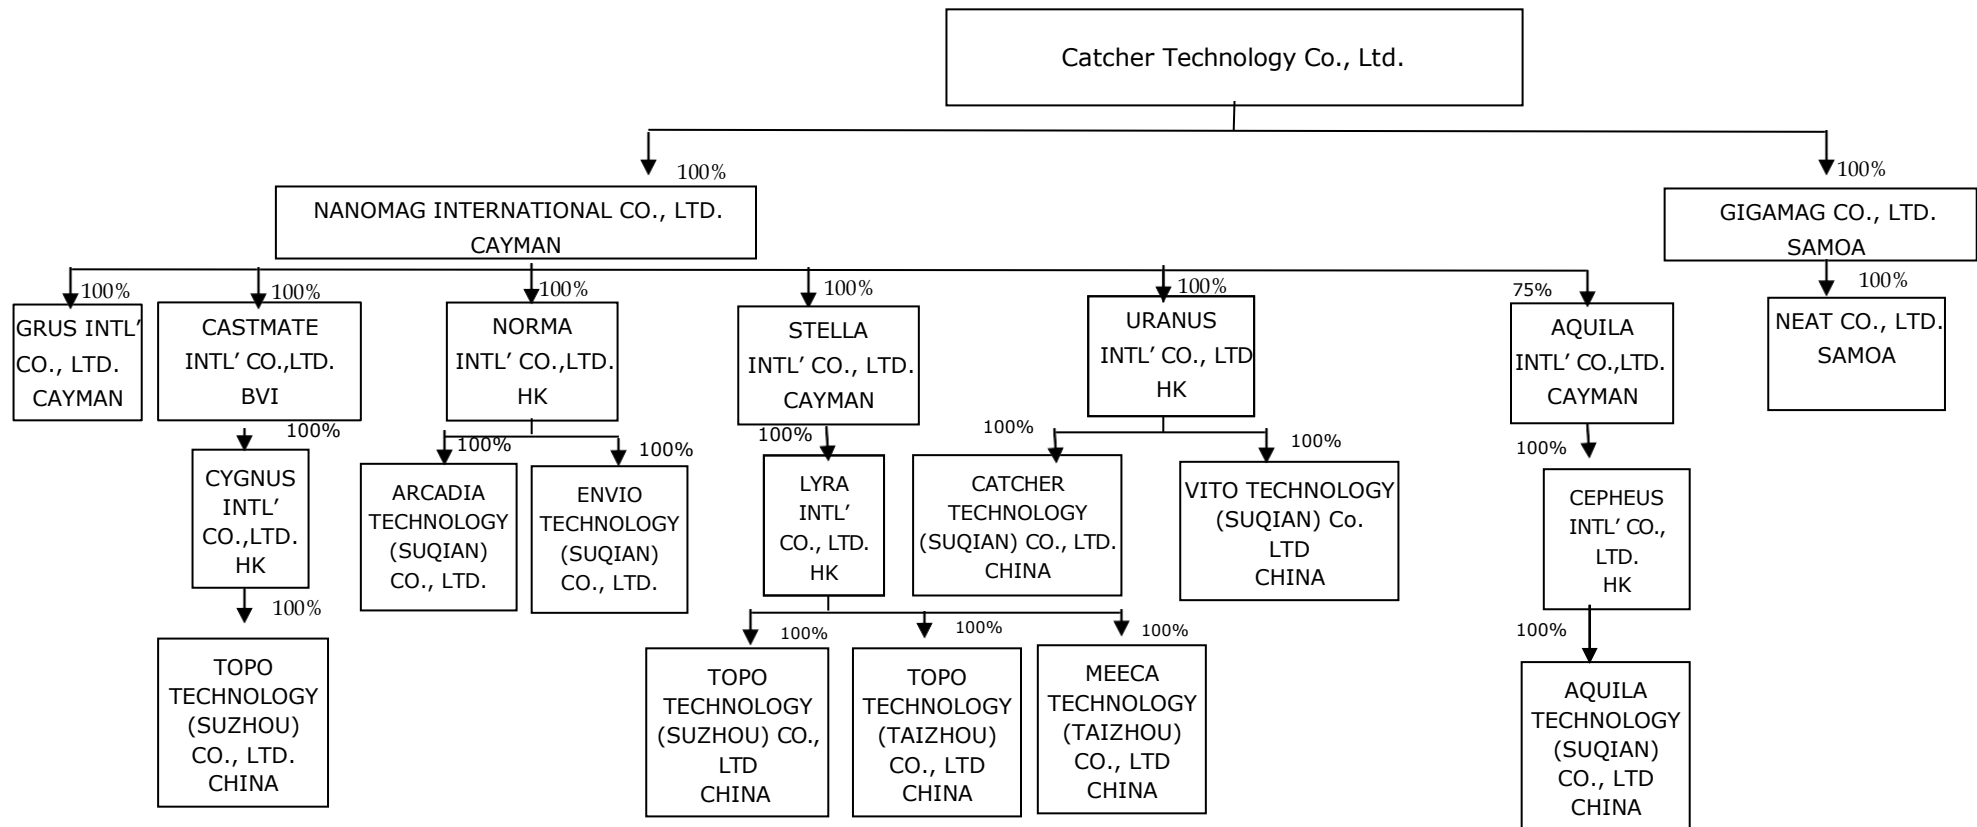 Catcher Technology Co., Ltd.
100%
100%
NANOMAG INTERNATIONAL CO., LTD.
CAYMAN
GIGAMAG CO., LTD.
SAMOA
100%
100%
100%
100%
100%
75%
100%
GRUS INTL'
CO., LTD.
CAYMAN
CASTMATE
INTL' CO.,LTD.
BVI
NORMA
INTL' CO.,LTD.
HK
STELLA
INTL' CO., LTD.
CAYMAN
URANUS
INTL' CO., LTD
HK
AQUILA
INTL' CO.,LTD.
CAYMAN
NEAT CO., LTD.
SAMOA
100%
100%
100%
100%
100%
100%
100%
CYGNUS
INTL'
CO.,LTD.
HK
ARCADIA
TECHNOLOGY
(SUQIAN)
CO., LTD.
ENVIO
TECHNOLOGY
(SUQIAN)
CO., LTD.
LYRA
INTL'
CO., LTD.
HK
CATCHER
TECHNOLOGY
(SUQIAN) CO., LTD.
CHINA
VITO TECHNOLOGY
(SUQIAN) Co.
LTD
CHINA
CEPHEUS
INTL' CO.,
LTD.
HK
100%
100%
100%
100%
100%
TOPO
TECHNOLOGY
(SUZHOU)
CO., LTD.
CHINA
TOPO
TECHNOLOGY
(SUZHOU) CO.,
LTD
CHINA
TOPO
TECHNOLOGY
(TAIZHOU)
CO., LTD
CHINA
MEECA
TECHNOLOGY
(TAIZHOU)
CO., LTD
CHINA
AQUILA
TECHNOLOGY
(SUQIAN)
CO., LTD
CHINA